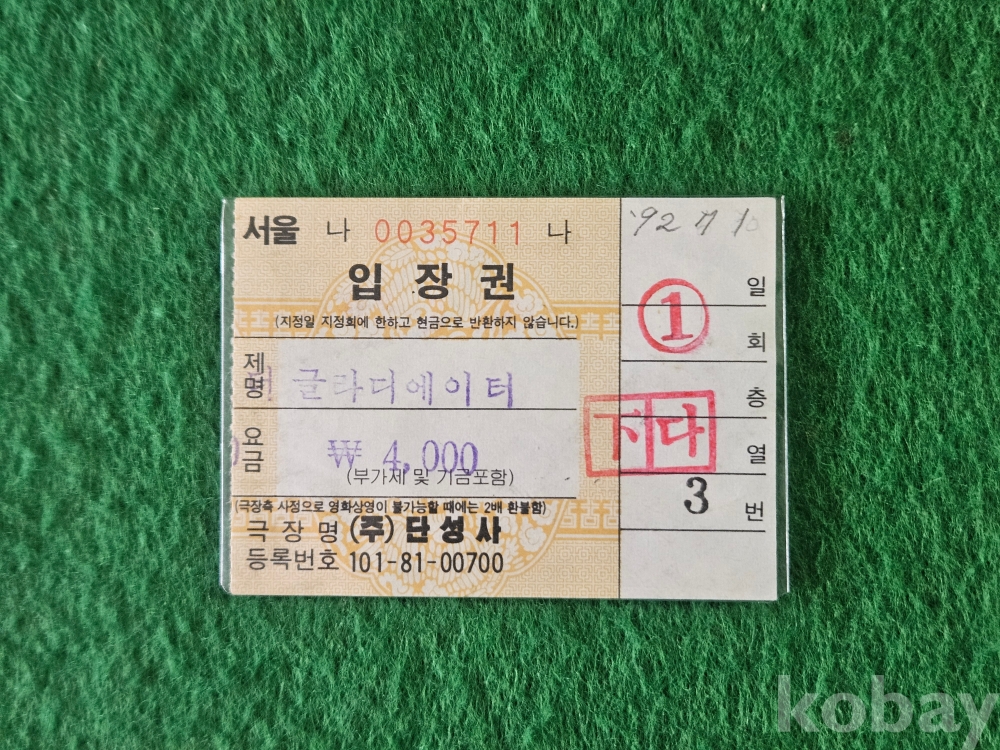 서울 나 0035711 나
입장권
(지정일 지정회에 한하고 현금으로 반환하지 않습니다.)
제명 더 글라디에이터
요금 ₩ 4,000
(부가세 및 기금포함)
(극장측 사정으로 영화상영이 불가능할 때에는 2배 환불함)
극장명 (주)단성사
등록번호 101-81-00700
'92 7 10
일
① 회
下 층
다 열
3 번
kobay